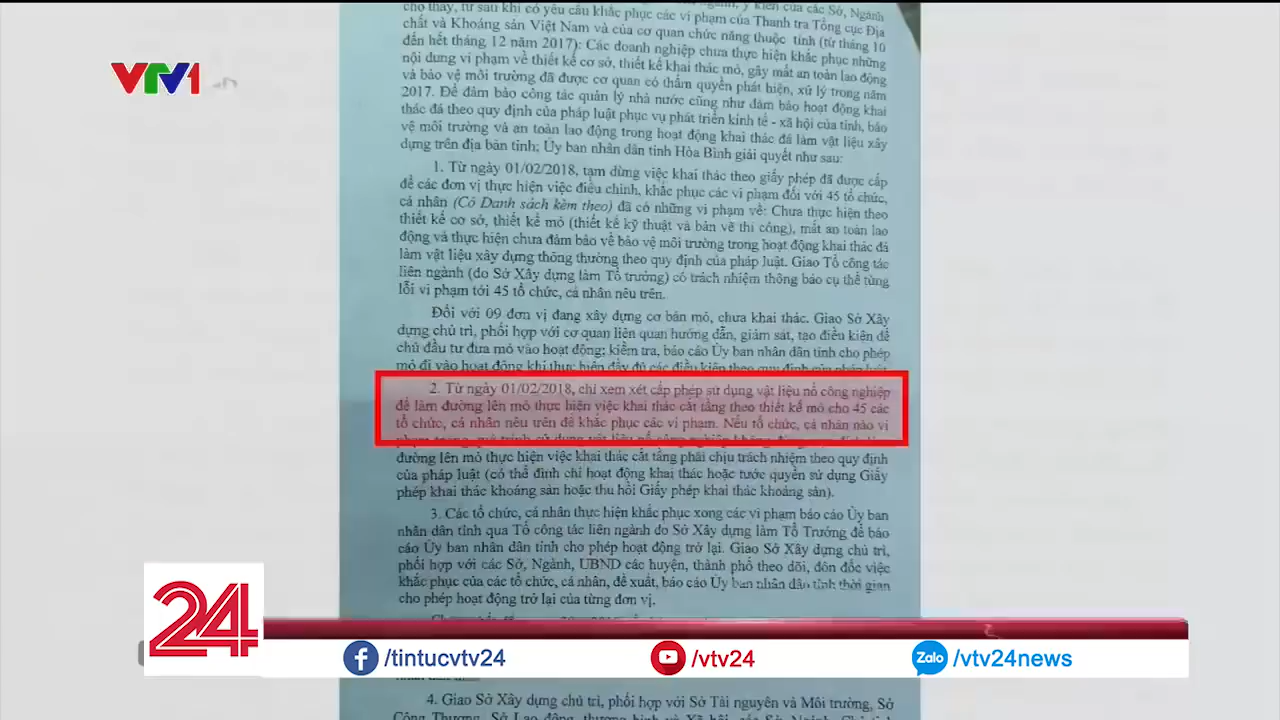 cho thấy, từ sau khi có yêu cầu khắc phục các vi phạm của Thanh tra Tổng cục Địa
chất và Khoáng sản Việt Nam và của cơ quan chức năng thuộc tỉnh (từ tháng 10
đến hết tháng 12 năm 2017): Các doanh nghiệp chưa thực hiện khắc phục những
nội dung vi phạm về thiết kế cơ sở, thiết kế khai thác mỏ, gây mất an toàn lao động
và bảo vệ môi trường đã được cơ quan có thẩm quyền phát hiện, xử lý trong năm
2017. Để đảm bảo công tác quản lý nhà nước cũng như đảm bảo hoạt động khai
thác đá theo quy định của pháp luật phục vụ phát triển kinh tế - xã hội của tỉnh, bảo
vệ môi trường và an toàn lao động trong hoạt động khai thác đá làm vật liệu xây
dựng trên địa bàn tỉnh; Ủy ban nhân dân tỉnh Hòa Bình giải quyết như sau:
1. Từ ngày 01/02/2018, tạm dừng việc khai thác theo giấy phép đã được cấp
để các đơn vị thực hiện việc điều chỉnh, khắc phục các vi phạm đối với 45 tổ chức,
cá nhân (Có Danh sách kèm theo) đã có những vi phạm về: Chưa thực hiện theo
thiết kế cơ sở, thiết kế mỏ (thiết kế kỹ thuật và bản vẽ thi công), mất an toàn lao
động và thực hiện chưa đảm bảo về bảo vệ môi trường trong hoạt động khai thác đá
làm vật liệu xây dựng thông thường theo quy định của pháp luật. Giao Tổ công tác
liên ngành (do Sở Xây dựng làm Tổ trưởng) có trách nhiệm thông báo cụ thể từng
lỗi vi phạm tới 45 tổ chức, cá nhân nêu trên.
Đối với 09 đơn vị đang xây dựng cơ bản mỏ, chưa khai thác. Giao Sở Xây
dựng chủ trì, phối hợp với cơ quan liên quan hướng dẫn, giám sát, tạo điều kiện để
chủ đầu tư đưa mỏ vào hoạt động; kiểm tra, báo cáo Ủy ban nhân dân tỉnh cho phép
mỏ đi vào hoạt động khi thực hiện đầy đủ các điều kiện theo quy định của pháp luật
2. Từ ngày 01/02/2018, chỉ xem xét cấp phép sử dụng vật liệu nổ công nghiệp
để làm đường lên mỏ thực hiện việc khai thác cắt tầng theo thiết kế mỏ cho 45 các
tổ chức, cá nhân nêu trên để khắc phục các vi phạm. Nếu tổ chức, cá nhân nào vi
đường lên mỏ thực hiện việc khai thác cắt tầng phải chịu trách nhiệm theo quy định
của pháp luật (có thể đình chỉ hoạt động khai thác hoặc tước quyền sử dụng Giấy
phép khai thác khoáng sản hoặc thu hồi Giấy phép khai thác khoáng sản).
3. Các tổ chức, cá nhân thực hiện khắc phục xong các vi phạm báo cáo Ủy ban
nhân dân tỉnh qua Tổ công tác liên ngành do Sở Xây dựng làm Tổ Trưởng để báo
cáo Ủy ban nhân dân tỉnh cho phép hoạt động trở lại. Giao Sở Xây dựng chủ trì,
phối hợp với các Sở, Ngành, UBND các huyện, thành phố theo dõi, đôn đốc việc
khắc phục của các tổ chức, cá nhân, đề xuất, báo cáo Ủy ban nhân dân tỉnh thời gian
cho phép hoạt động trở lại của từng đơn vị.
4. Giao Sở Xây dựng chủ trì, phối hợp với Sở Tài nguyên và Môi trường, Sở
VTV1
24
/tintucvtv24
/vtv24
Zalo /vtv24news